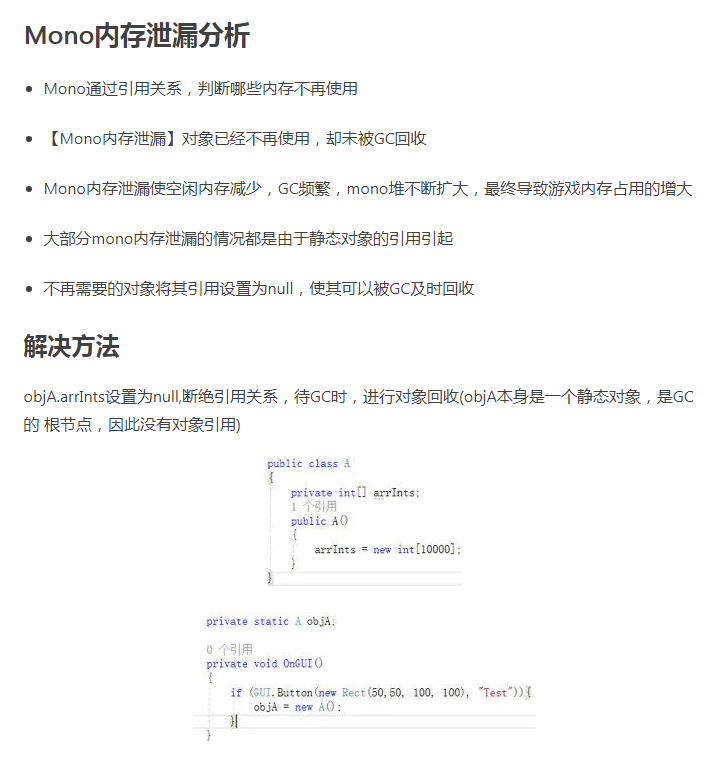 Mono内存泄漏分析
Mono通过引用关系，判断哪些内存不再使用
【Mono内存泄漏】对象已经不再使用，却未被GC回收
Mono内存泄漏使空闲内存减少，GC频繁，mono堆不断扩大，最终导致游戏内存占用的增大
大部分mono内存泄漏的情况都是由于静态对象的引用引起
不再需要的对象将其引用设置为null，使其可以被GC及时回收
解决方法
objA.arrInts设置为null,断绝引用关系，待GC时，进行对象回收(objA本身是一个静态对象，是GC
的 根节点，因此没有对象引用)
public class A
{
private int[] arrInts;
1 个引用
public A()
{
arrInts = new int[10000];
}
}
private static A objA;
0 个引用
private void OnGUI()
{
if (GUI.Button(new Rect(50,50, 100, 100), "Test")){
objA = new A();
}
}